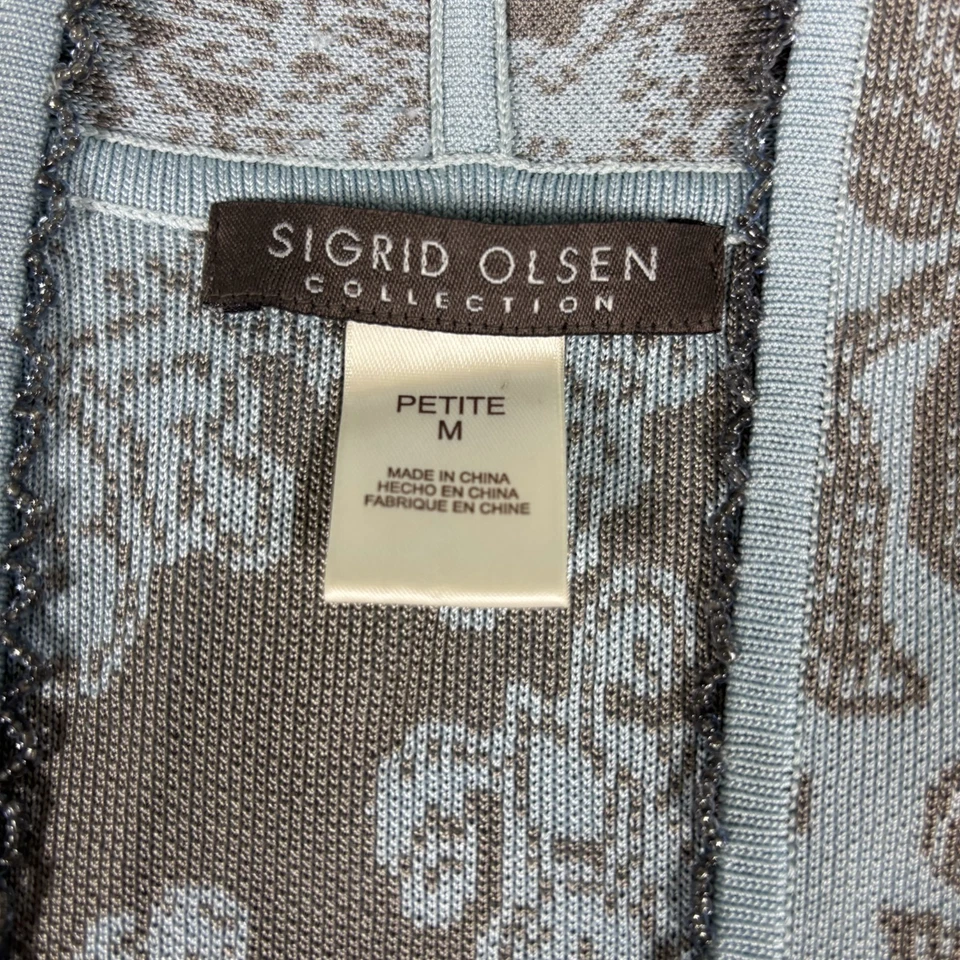 SIGRID OLSEN
COLLECTION
PETITE
M
MADE IN CHINA
HECHO EN CHINA
FABRIQUE EN CHINE